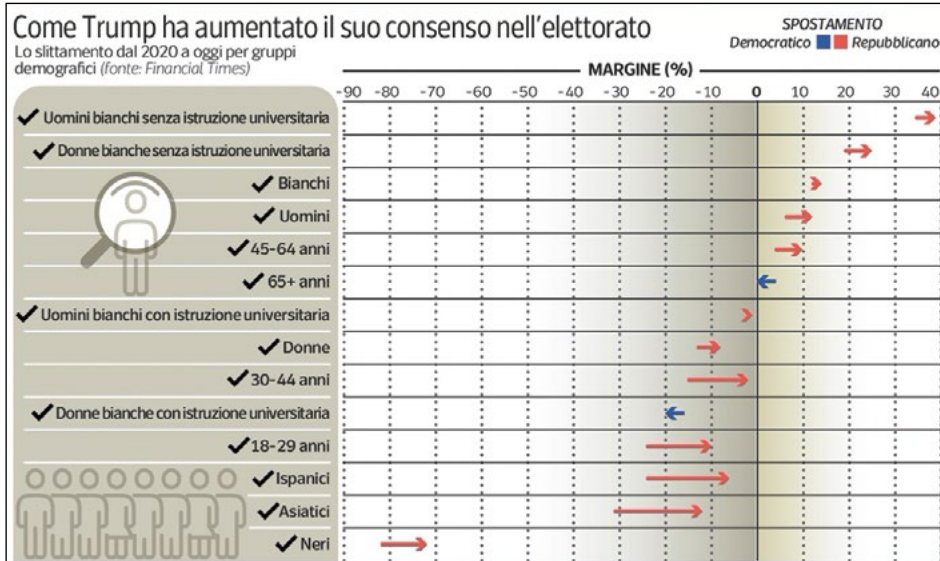 Come Trump ha aumentato il suo consenso nell'elettorato
Lo slittamento dal 2020 a oggi per gruppi
demografici (fonte: Financial Times)
SPOSTAMENTO
Democratico Repubblicano
MARGINE (%)
-90 -80 -70 -60 -50 -40 -30 -20 -10 0 10 20 30 40
Uomini bianchi senza istruzione universitaria
Donne bianche senza istruzione universitaria
Bianchi
Uomini
45-64 anni
65+ anni
Uomini bianchi con istruzione universitaria
Donne
30-44 anni
Donne bianche con istruzione universitaria
18-29 anni
Ispanici
Asiatici
Neri